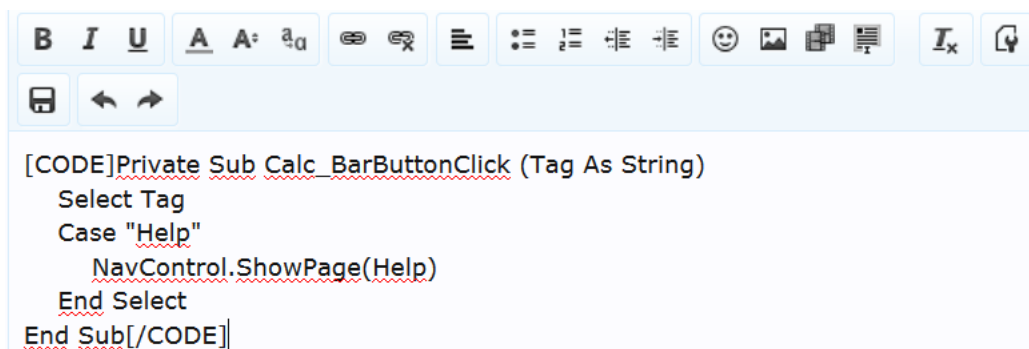 [CODE]Private Sub Calc_BarButtonClick (Tag As String)
Select Tag
Case "Help"
NavControl.ShowPage(Help)
End Select
End Sub[/CODE]